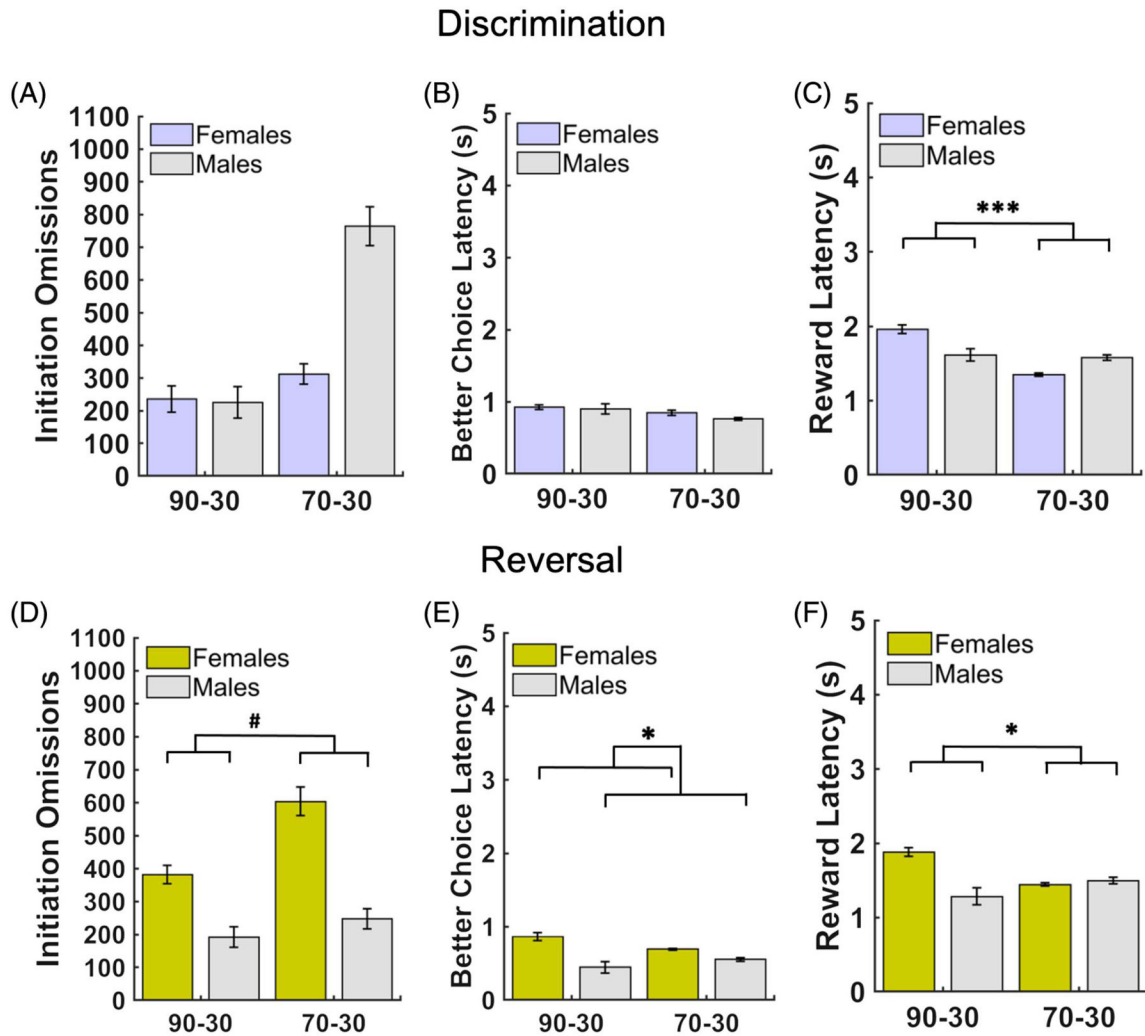 Discrimination
(A)
Initiation Omissions
1100
1000
900
800
700
600
500
400
300
200
100
0
Females
Males
90-30
70-30
(B)
Better Choice Latency (s)
5
4
3
2
1
0
Females
Males
90-30
70-30
(C)
Reward Latency (s)
5
4
3
2
1
0
Females
Males
***
90-30
70-30
Reversal
(D)
Initiation Omissions
1100
1000
900
800
700
600
500
400
300
200
100
0
Females
Males
#
90-30
70-30
(E)
Better Choice Latency (s)
5
4
3
2
1
0
Females
Males
*
90-30
70-30
(F)
Reward Latency (s)
5
4
3
2
1
0
Females
Males
*
90-30
70-30